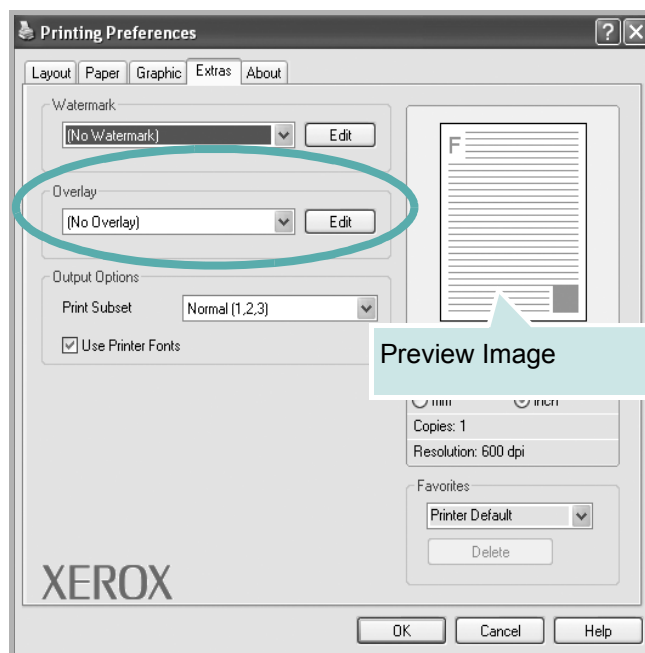 Printing Preferences
Layout Paper Graphic Extras About
Watermark
(No Watermark) Edit
Overlay
(No Overlay) Edit
Output Options
Print Subset Normal (1,2,3)
Use Printer Fonts
F
Preview Image
mm inch
Copies: 1
Resolution: 600 dpi
Favorites
Printer Default
Delete
XEROX
OK Cancel Help